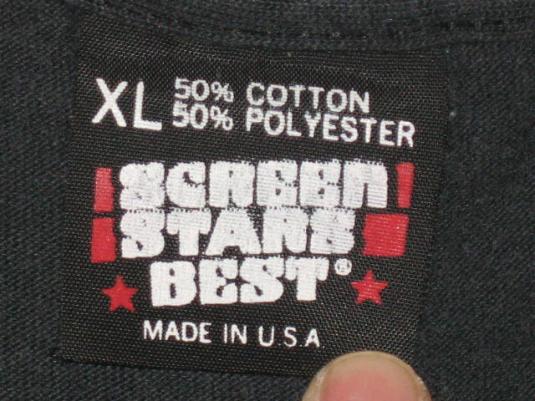 XL 50% COTTON
50% POLYESTER
SCREEN
STARS
BEST®
MADE IN U.S.A.